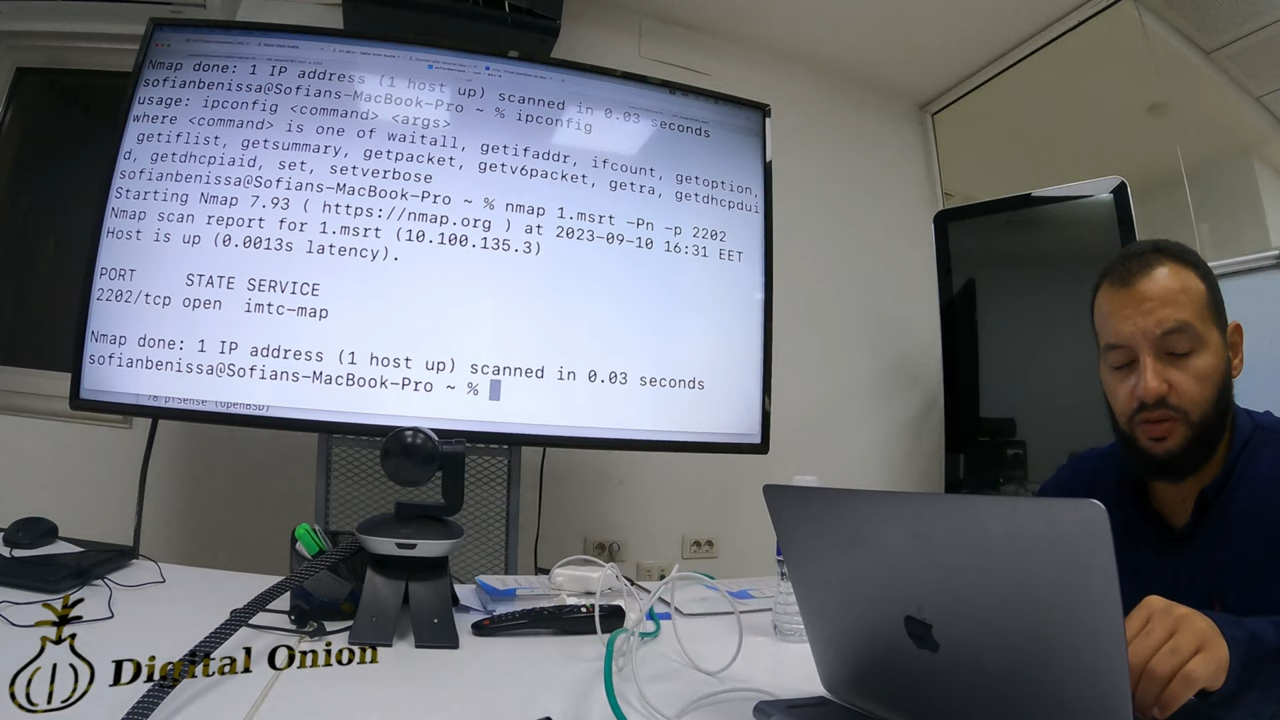 Nmap done: 1 IP address (1 host up) scanned in 0.03 seconds
sofianbenissa@Sofians-MacBook-Pro ~ % ipconfig
usage: ipconfig <command> <args>
where <command> is one of waitall, getifaddr, ifcount, getoption,
getiflist, getsummary, getpacket, getv6packet, getra, getdhcpdui
d, getdhcpiaid, set, setverbose
sofianbenissa@Sofians-MacBook-Pro ~ % nmap 1.msrt -Pn -p 2202
Starting Nmap 7.93 ( https://nmap.org ) at 2023-09-10 16:31 EET
Nmap scan report for 1.msrt (10.100.135.3)
Host is up (0.0013s latency).
PORT STATE SERVICE
2202/tcp open imtc-map
Nmap done: 1 IP address (1 host up) scanned in 0.03 seconds
sofianbenissa@Sofians-MacBook-Pro ~ %
78 pfSense (OpenBSD)
Digital Onion